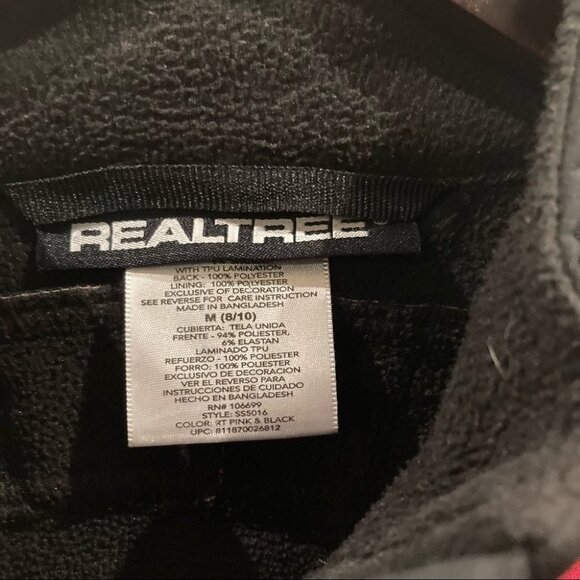 REALTREE
WITH TPU LAMINATION
BACK - 100% POLYESTER
LINING: 100% POLYESTER
EXCLUSIVE OF DECORATION
SEE REVERSE FOR CARE INSTRUCTION
MADE IN BANGLADESH
M (8/10)
CUBIERTA: TELA UNIDA
FRENTE - 94% POLIESTER,
6% ELASTAN
LAMINADO TPU
REFUERZO - 100% POLIESTER
FORRO: 100% POLIESTER
EXCLUSIVO DE DECORACION
VER EL REVERSO PARA
INSTRUCCIONES DE CUIDADO
HECHO EN BANGLADESH
RN# 106699
STYLE: SS5016
COLOR: RT PINK & BLACK
UPC: 811870026812